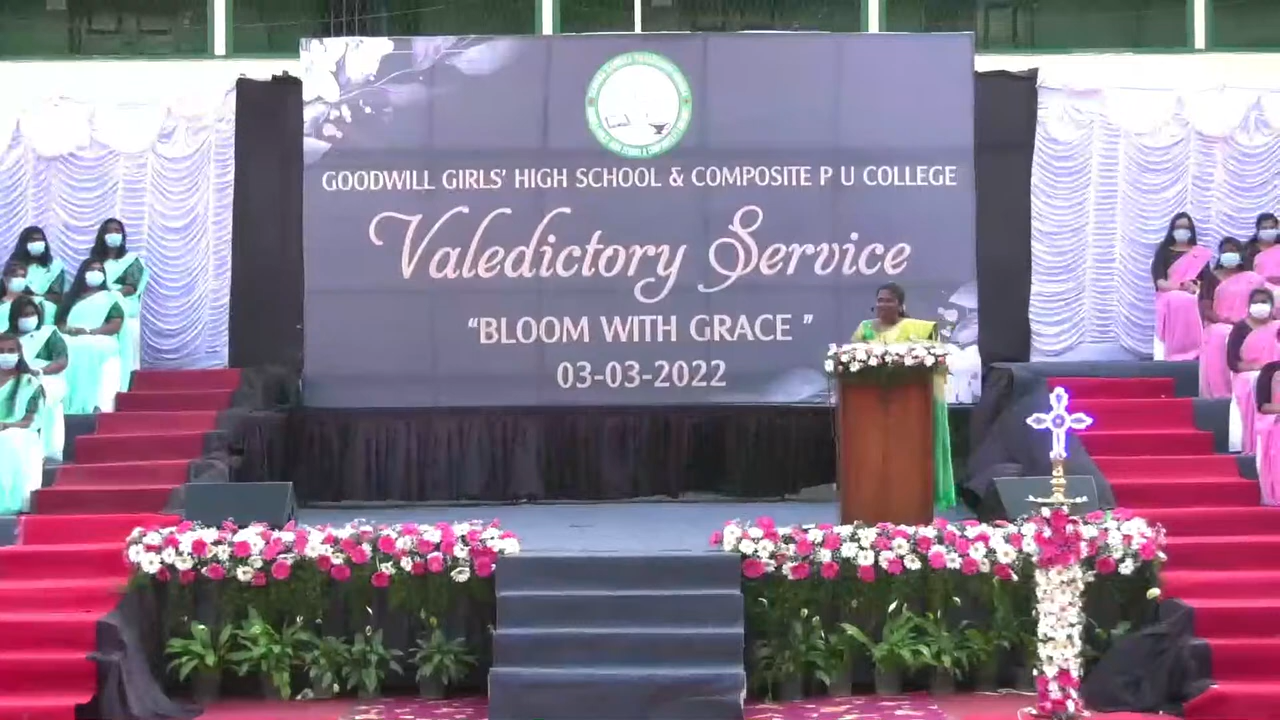 GOODWILL GIRLS' HIGH SCHOOL & COMPOSITE P U COLLEGE
Valedictory Service
“BLOOM WITH GRACE ”
03-03-2022